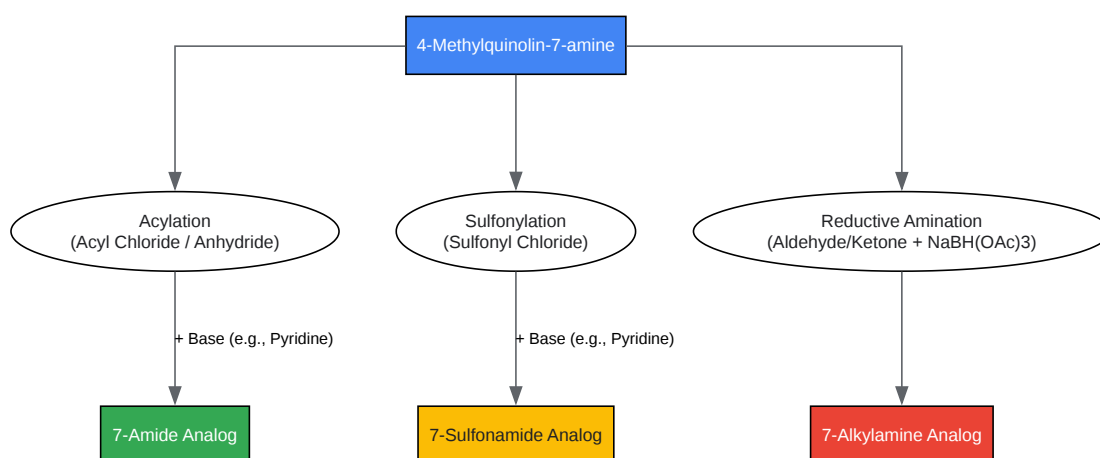 4-Methylquinolin-7-amine
Acylation
(Acyl Chloride / Anhydride)
Sulfonylation
(Sulfonyl Chloride)
Reductive Amination
(Aldehyde/Ketone + NaBH(OAc)3)
+ Base (e.g., Pyridine)
+ Base (e.g., Pyridine)
7-Amide Analog
7-Sulfonamide Analog
7-Alkylamine Analog